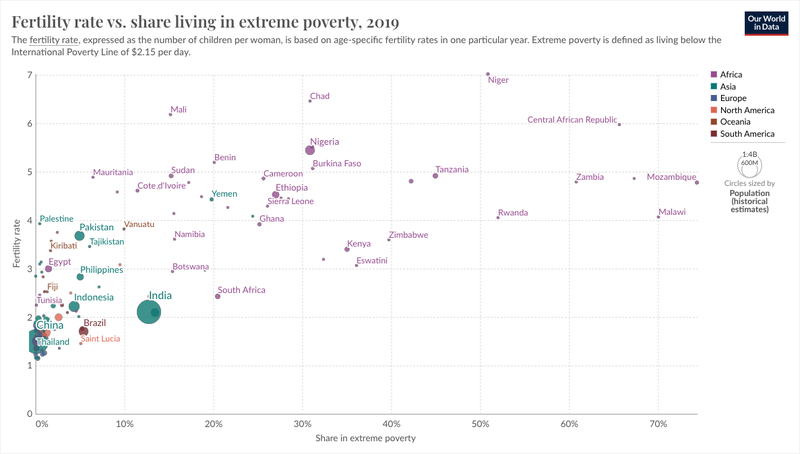 Fertility rate vs. share living in extreme poverty, 2019
Our World
in Data
The fertility rate, expressed as the number of children per woman, is based on age-specific fertility rates in one particular year. Extreme poverty is defined as living below the
International Poverty Line of $2.15 per day.
7
Niger
Chad
Mali
6
Central African Republic
Nigeria
Benin
Burkina Faso
5
Mauritania
Sudan
Cameroon
Tanzania
Zambia
Mozambique
Cote d'Ivoire
Ethiopia
Yemen
Sierra Leone
4
Palestine
Vanuatu
Ghana
Rwanda
Malawi
Pakistan
Tajikistan
Kiribati
Namibia
Kenya
Zimbabwe
3
Egypt
Philippines
Botswana
Eswatini
Fiji
Tunisia
Indonesia
India
South Africa
2
China
Brazil
Thailand
Saint Lucia
1
0
0%
10%
20%
30%
40%
50%
60%
70%
Fertility rate
Share in extreme poverty
Africa
Asia
Europe
North America
Oceania
South America
1:4B
600M
Circles sized by
Population
(historical
estimates)